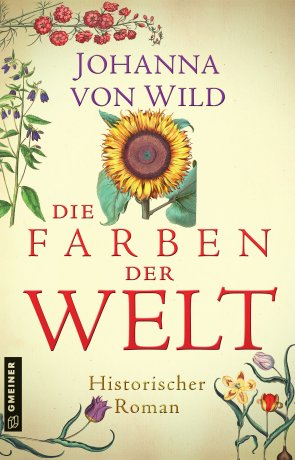 JOHANNA
VON WILD
DIE
FARBEN
DER
WELT
Historischer
Roman
GMEINER